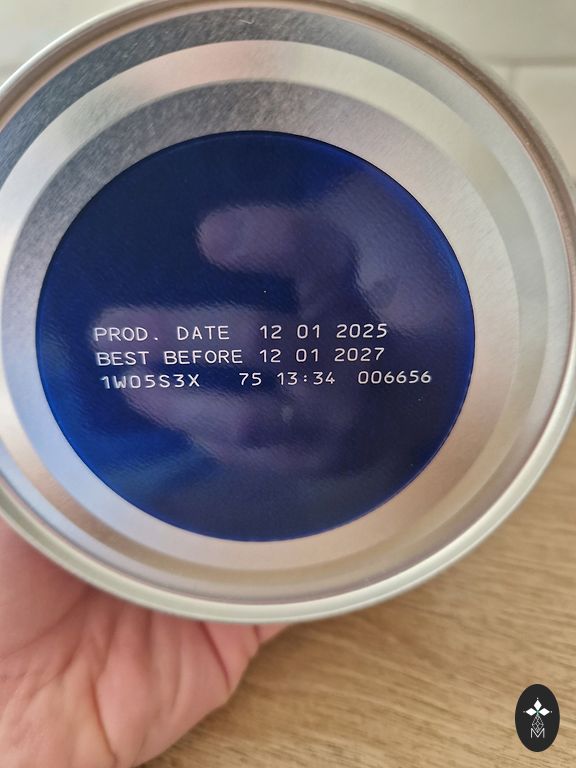 PROD. DATE 12 01 2025
BEST BEFORE 12 01 2027
1W05S3X 75 13:34 006656
M